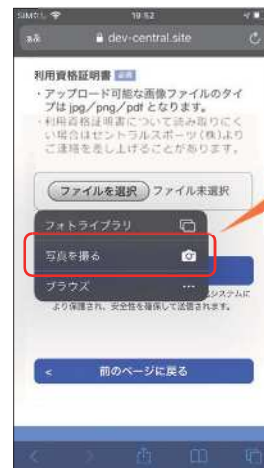 SIMなし 19:52
ああ dev-central.site
利用資格証明書 必須
・アップロード可能な画像ファイルのタイ
プは jpg／png／pdf となります。
・利用資格証明書について読み取りにく
い場合はセントラルスポーツ(株)より
ご連絡を差し上げることがあります。
ファイルを選択 ファイル未選択
フォトライブラリ
写真を撮る
ブラウズ
システムに
より保護され、安全性を確保して送信されます。
< 前のページに戻る